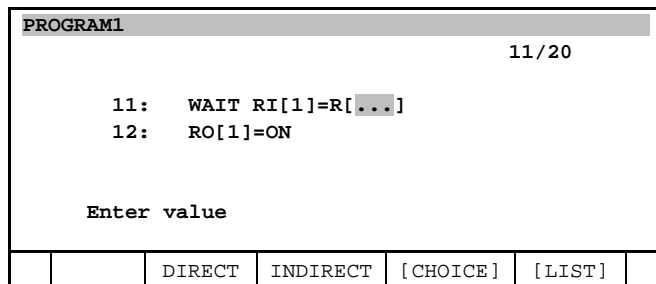 PROGRAM1
11/20
11: WAIT RI[1]=R[...]
12: RO[1]=ON
Enter value
DIRECT INDIRECT [CHOICE] [LIST]